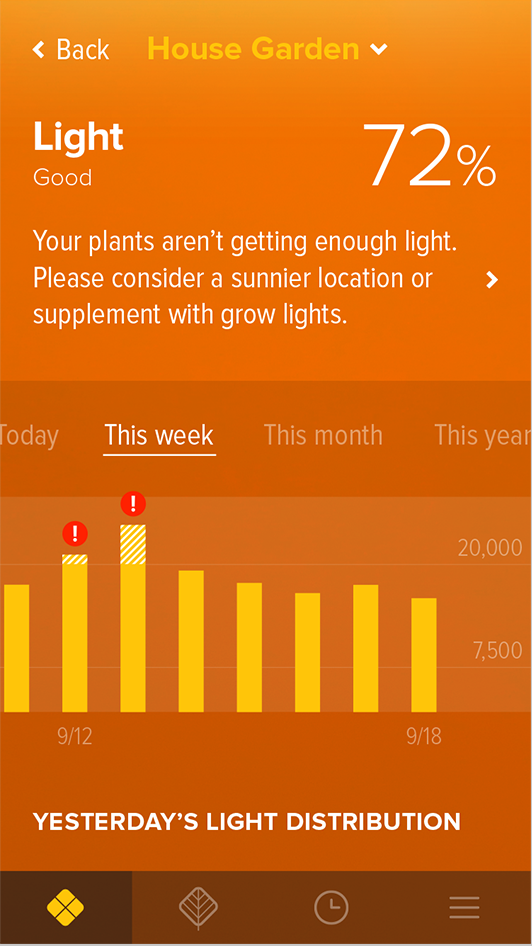 Back
House Garden
Light
72%
Good
Your plants aren’t getting enough light.
Please consider a sunnier location or
supplement with grow lights.
Today
This week
This month
This year
!
!
20,000
7,500
9/12
9/18
YESTERDAY’S LIGHT DISTRIBUTION